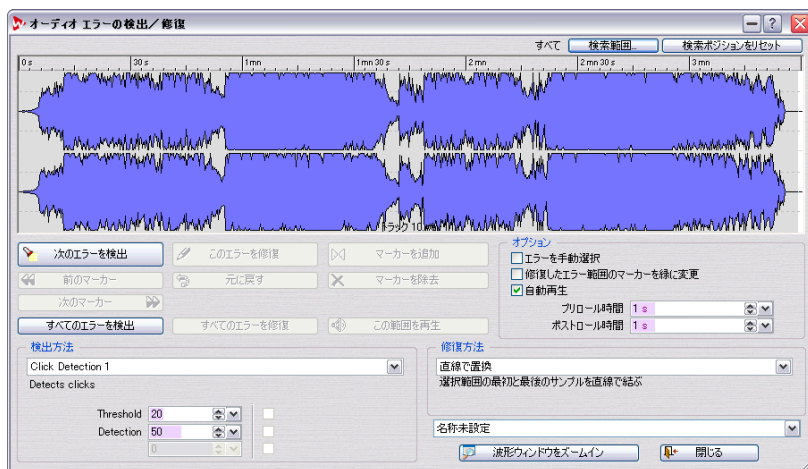 オーディオ エラーの検出/修復
すべて 検索範囲... 検索ポジションをリセット
0 s 30 s 1mn 1 mn 30 s 2 mn 2 mn 30 s 3 mn
トラック 10
次のエラーを検出 このエラーを修復 マーカーを追加
前のマーカー 元に戻す マーカーを除去
次のマーカー
すべてのエラーを検出 すべてのエラーを修復 この範囲を再生
オプション
エラーを手動選択
修復したエラー範囲のマーカーを緑に変更
自動再生
プリロール時間 1 s
ポストロール時間 1 s
検出方法
Click Detection 1
Detects clicks
Threshold 20
Detection 50
0
修復方法
直線で置換
選択範囲の最初と最後のサンプルを直線で結ぶ
名称未設定
波形ウィンドウをズームイン 閉じる